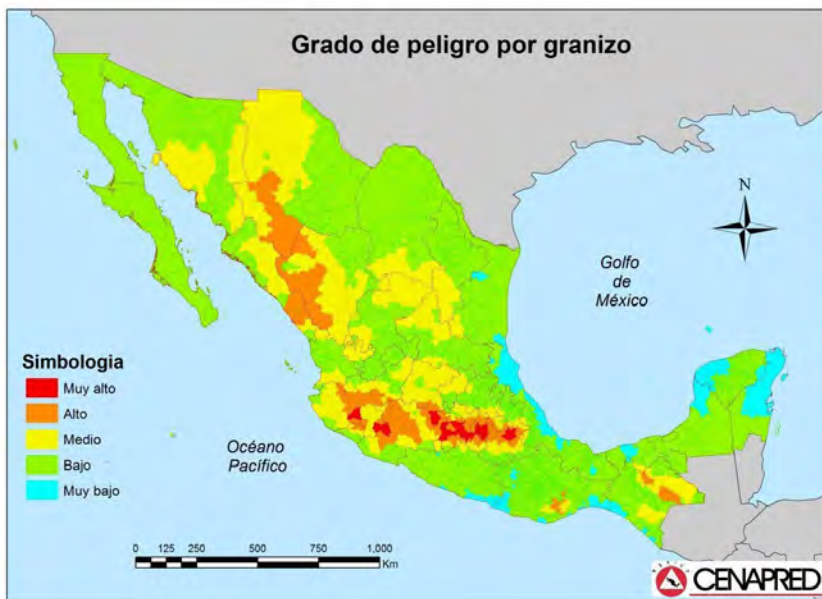 Grado de peligro por granizo
N
Golfo
de
México
Simbologia
Muy alto
Alto
Medio
Bajo
Muy bajo
Océano
Pacífico
0 125 250 500 750 1,000
Km
MÉXICO
CENAPRED